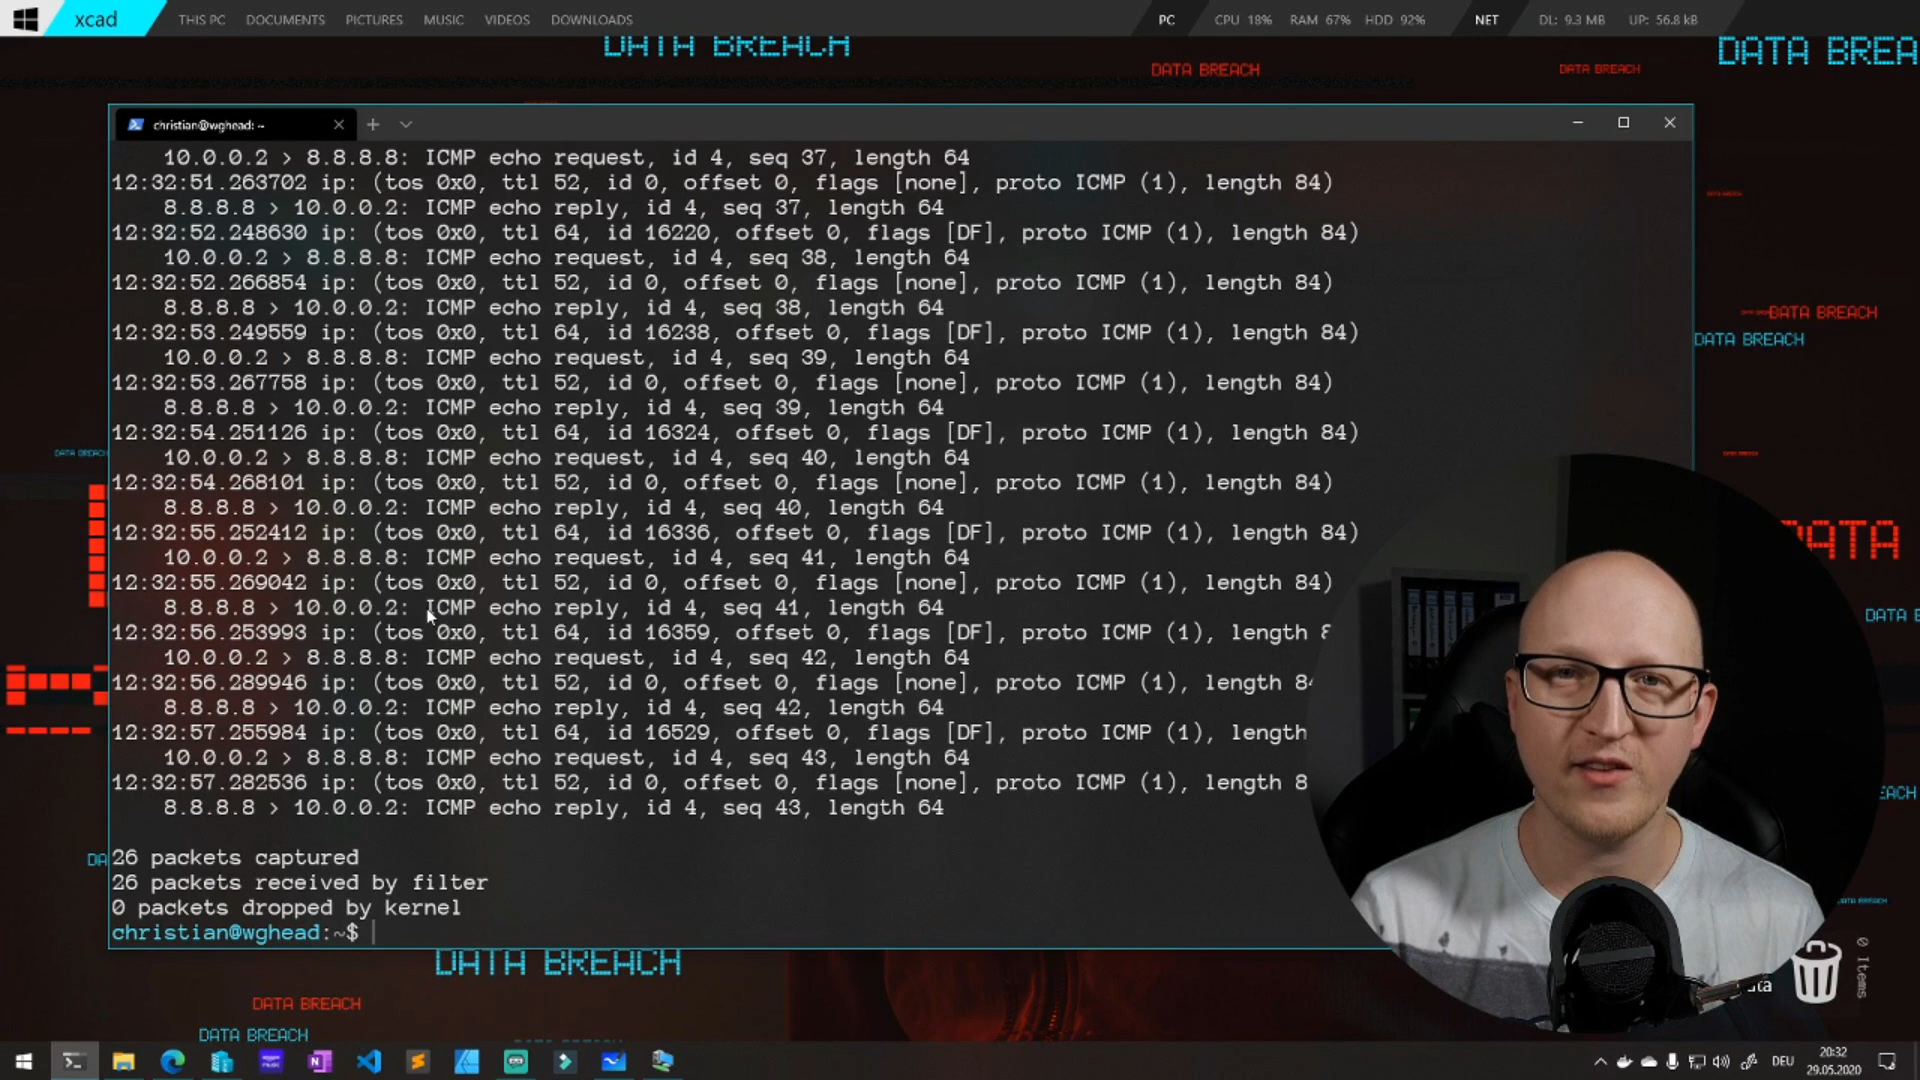 xcad THIS PC DOCUMENTS PICTURES MUSIC VIDEOS DOWNLOADS PC CPU 18% RAM 67% HDD 92% NET DL: 9.3 MB UP: 56.8 kB
DATA BREACH
DATA BREACH
DATA BREACH
DATA BREA
christian@wghead: ~
10.0.0.2 > 8.8.8.8: ICMP echo request, id 4, seq 37, length 64
12:32:51.263702 ip: (tos 0x0, ttl 52, id 0, offset 0, flags [none], proto ICMP (1), length 84)
8.8.8.8 > 10.0.0.2: ICMP echo reply, id 4, seq 37, length 64
12:32:52.248630 ip: (tos 0x0, ttl 64, id 16220, offset 0, flags [DF], proto ICMP (1), length 84)
10.0.0.2 > 8.8.8.8: ICMP echo request, id 4, seq 38, length 64
12:32:52.266854 ip: (tos 0x0, ttl 52, id 0, offset 0, flags [none], proto ICMP (1), length 84)
8.8.8.8 > 10.0.0.2: ICMP echo reply, id 4, seq 38, length 64
12:32:53.249559 ip: (tos 0x0, ttl 64, id 16238, offset 0, flags [DF], proto ICMP (1), length 84)
10.0.0.2 > 8.8.8.8: ICMP echo request, id 4, seq 39, length 64
12:32:53.267758 ip: (tos 0x0, ttl 52, id 0, offset 0, flags [none], proto ICMP (1), length 84)
8.8.8.8 > 10.0.0.2: ICMP echo reply, id 4, seq 39, length 64
12:32:54.251126 ip: (tos 0x0, ttl 64, id 16324, offset 0, flags [DF], proto ICMP (1), length 84)
10.0.0.2 > 8.8.8.8: ICMP echo request, id 4, seq 40, length 64
12:32:54.268101 ip: (tos 0x0, ttl 52, id 0, offset 0, flags [none], proto ICMP (1), length 84)
8.8.8.8 > 10.0.0.2: ICMP echo reply, id 4, seq 40, length 64
12:32:55.252412 ip: (tos 0x0, ttl 64, id 16336, offset 0, flags [DF], proto ICMP (1), length 84)
10.0.0.2 > 8.8.8.8: ICMP echo request, id 4, seq 41, length 64
12:32:55.269042 ip: (tos 0x0, ttl 52, id 0, offset 0, flags [none], proto ICMP (1), length 84)
8.8.8.8 > 10.0.0.2: ICMP echo reply, id 4, seq 41, length 64
12:32:56.253993 ip: (tos 0x0, ttl 64, id 16359, offset 0, flags [DF], proto ICMP (1), length
10.0.0.2 > 8.8.8.8: ICMP echo request, id 4, seq 42, length 64
12:32:56.289946 ip: (tos 0x0, ttl 52, id 0, offset 0, flags [none], proto ICMP (1), length 8
8.8.8.8 > 10.0.0.2: ICMP echo reply, id 4, seq 42, length 64
12:32:57.255984 ip: (tos 0x0, ttl 64, id 16529, offset 0, flags [DF], proto ICMP (1), length
10.0.0.2 > 8.8.8.8: ICMP echo request, id 4, seq 43, length 64
12:32:57.282536 ip: (tos 0x0, ttl 52, id 0, offset 0, flags [none], proto ICMP (1), length 8
8.8.8.8 > 10.0.0.2: ICMP echo reply, id 4, seq 43, length 64
26 packets captured
26 packets received by filter
0 packets dropped by kernel
christian@wghead:~$
DATA BREACH
DATA BREACH
DATA BREACH
DATA BREACH
ATA
DATA B
EACH
DATA BREACH
DA
0 Items
DATA BREACH
DATA BREACH
DATA BREACH
DEU
20:32
29.05.2020